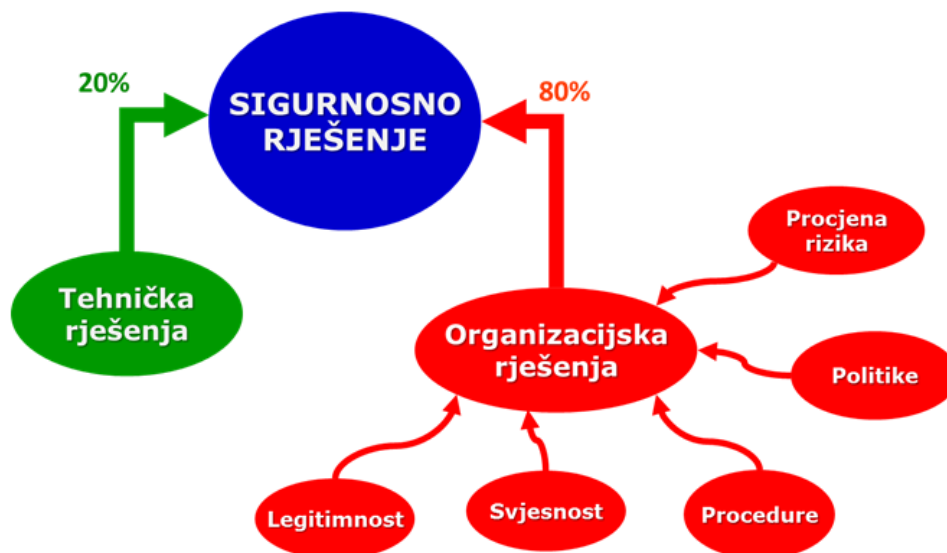 20%
SIGURNOSNO
RJEŠENJE
80%
Procjena
rizika
Tehnička
rješenja
Organizacijska
rješenja
Politike
Legitimnost
Svjesnost
Procedure